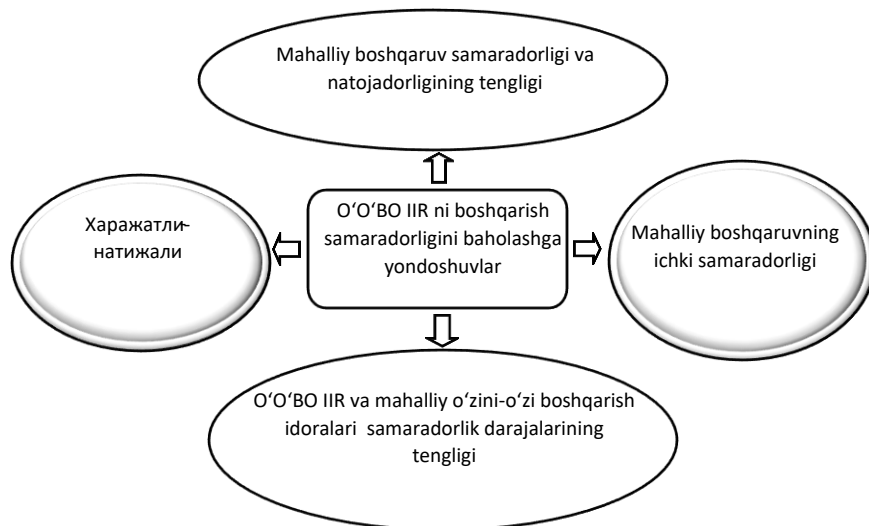 Mahalliy boshqaruv samaradorligi va
natojadorligining tengligi
Харажатли-
натижали
O‘O‘BO IIR ni boshqarish
samaradorligini baholashga
yondoshuvlar
Mahalliy boshqaruvning
ichki samaradorligi
O‘O‘BO IIR va mahalliy o‘zini-o‘zi boshqarish
idoralari samaradorlik darajalarining
tengligi